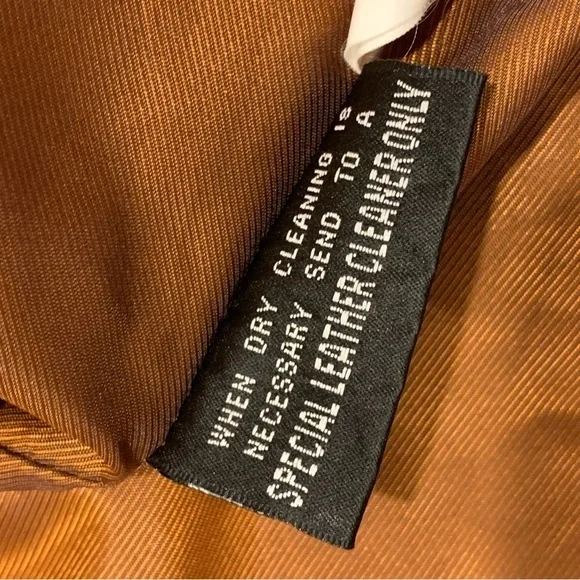 WHEN DRY CLEANING IS
NECESSARY SEND TO A
SPECIAL LEATHER CLEANER ONLY